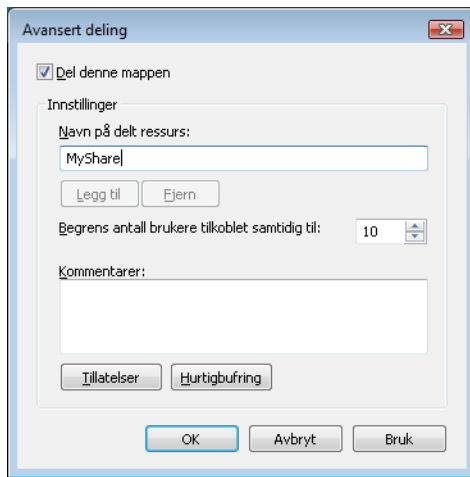 Avansert deling
Del denne mappen
Innstillinger
Navn på delt ressurs:
MyShare
Legg til Fjern
Begrens antall brukere tilkoblet samtidig til: 10
Kommentarer:
Tillatelser Hurtigbufring
OK Avbryt Bruk